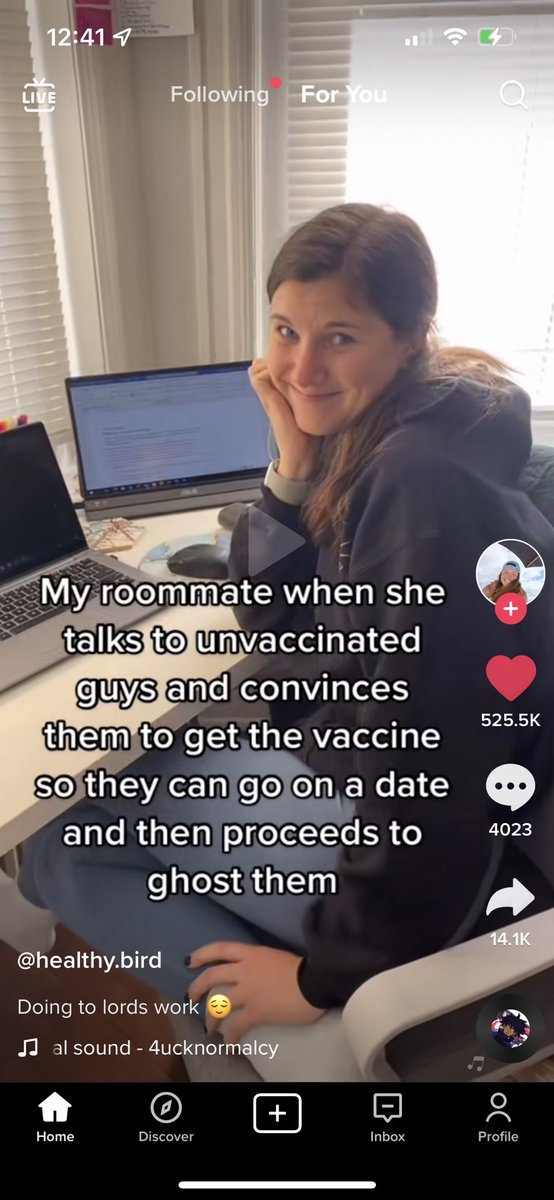 12:41
LIVE
Following For You
ASUS
My roommate when she
talks to unvaccinated
guys and convinces
them to get the vaccine
so they can go on a date
and then proceeds to
ghost them
525.5K
4023
14.1K
@healthy.bird
Doing to lords work 😌
al sound - 4ucknormalcy
Home
Discover
Inbox
Profile